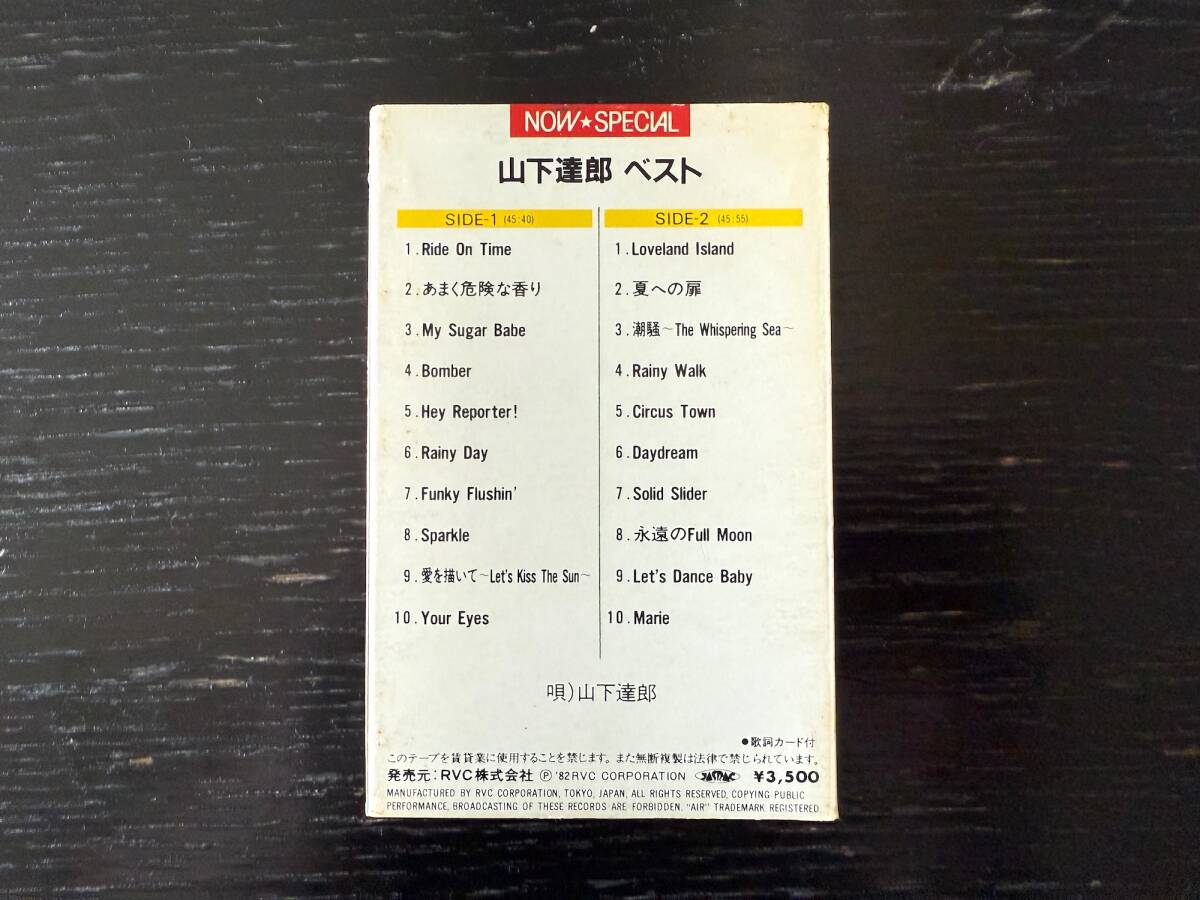 NOW★SPECIAL
山下達郎 ベスト
SIDE-1 (45:40)
1.Ride On Time
2.あまく危険な香り
3.My Sugar Babe
4.Bomber
5.Hey Reporter!
6.Rainy Day
7.Funky Flushin'
8.Sparkle
9.愛を描いて〜Let's Kiss The Sun〜
10.Your Eyes
SIDE-2 (45:55)
1.Loveland Island
2.夏への扉
3.潮騒〜The Whispering Sea〜
4.Rainy Walk
5.Circus Town
6.Daydream
7.Solid Slider
8.永遠のFull Moon
9.Let's Dance Baby
10.Marie
唄)山下達郎
●歌詞カード付
このテープを賃貸業に使用することを禁じます。また無断複製は法律で禁じられています。
発売元:RVC株式会社 Ⓟ '82RVC CORPORATION JASRAC ¥3,500
MANUFACTURED BY RVC CORPORATION, TOKYO, JAPAN, ALL RIGHTS RESERVED, COPYING PUBLIC
PERFORMANCE, BROADCASTING OF THESE RECORDS ARE FORBIDDEN. "AIR" TRADEMARK REGISTERED.